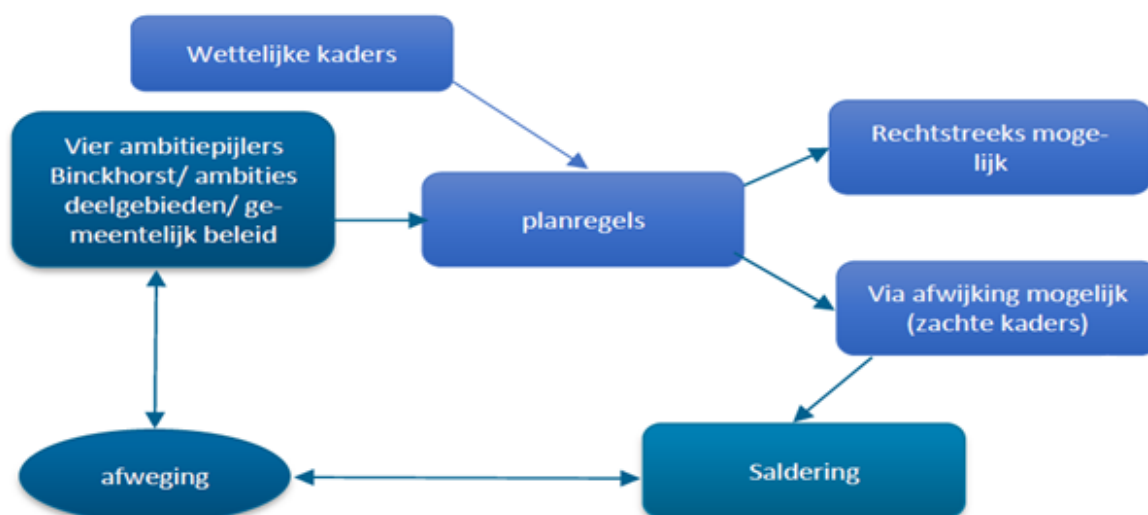 Wettelijke kaders
Vier ambitiepijlers
Binckhorst/ ambities
deelgebieden/ ge-
meentelijk beleid
planregels
Rechtstreeks moge-
lijk
Via afwijking mogelijk
(zachte kaders)
afweging
Saldering